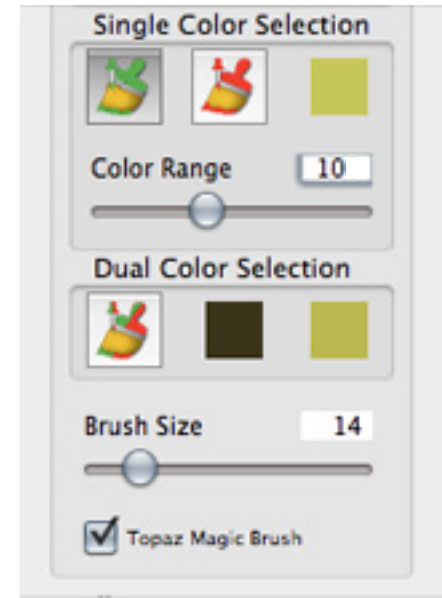 Single Color Selection
Color Range 10
Dual Color Selection
Brush Size 14
Topaz Magic Brush